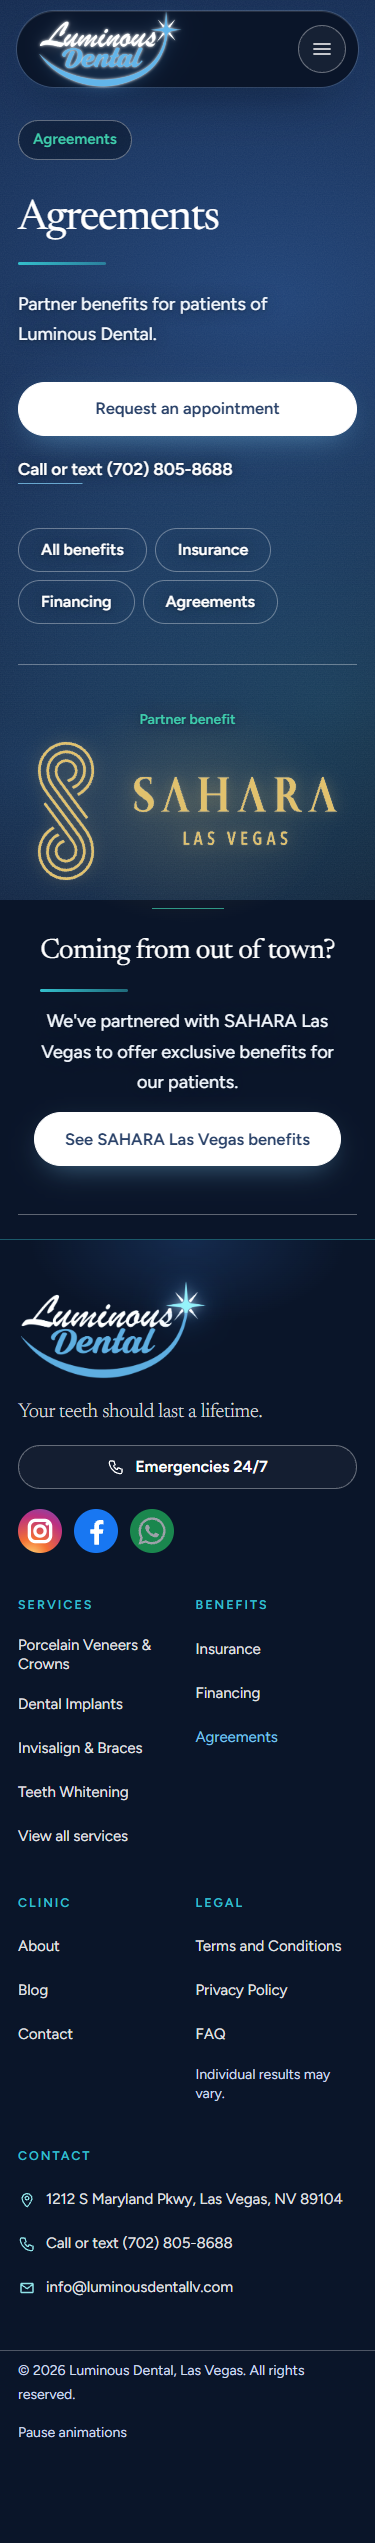 Luminous
Dental
Agreements
Agreements
Partner benefits for patients of
Luminous Dental.
Request an appointment
Call or text (702) 805-8688
All benefits
Insurance
Financing
Agreements
Partner benefit
SAHARA
LAS VEGAS
Coming from out of town?
We've partnered with SAHARA Las
Vegas to offer exclusive benefits for
our patients.
See SAHARA Las Vegas benefits
Luminous
Dental
Your teeth should last a lifetime.
Emergencies 24/7
SERVICES
Porcelain Veneers &
Crowns
Dental Implants
Invisalign & Braces
Teeth Whitening
View all services
BENEFITS
Insurance
Financing
Agreements
CLINIC
About
Blog
Contact
LEGAL
Terms and Conditions
Privacy Policy
FAQ
Individual results may
vary.
CONTACT
1212 S Maryland Pkwy, Las Vegas, NV 89104
Call or text (702) 805-8688
info@luminousdentallv.com
© 2026 Luminous Dental, Las Vegas. All rights
reserved.
Pause animations